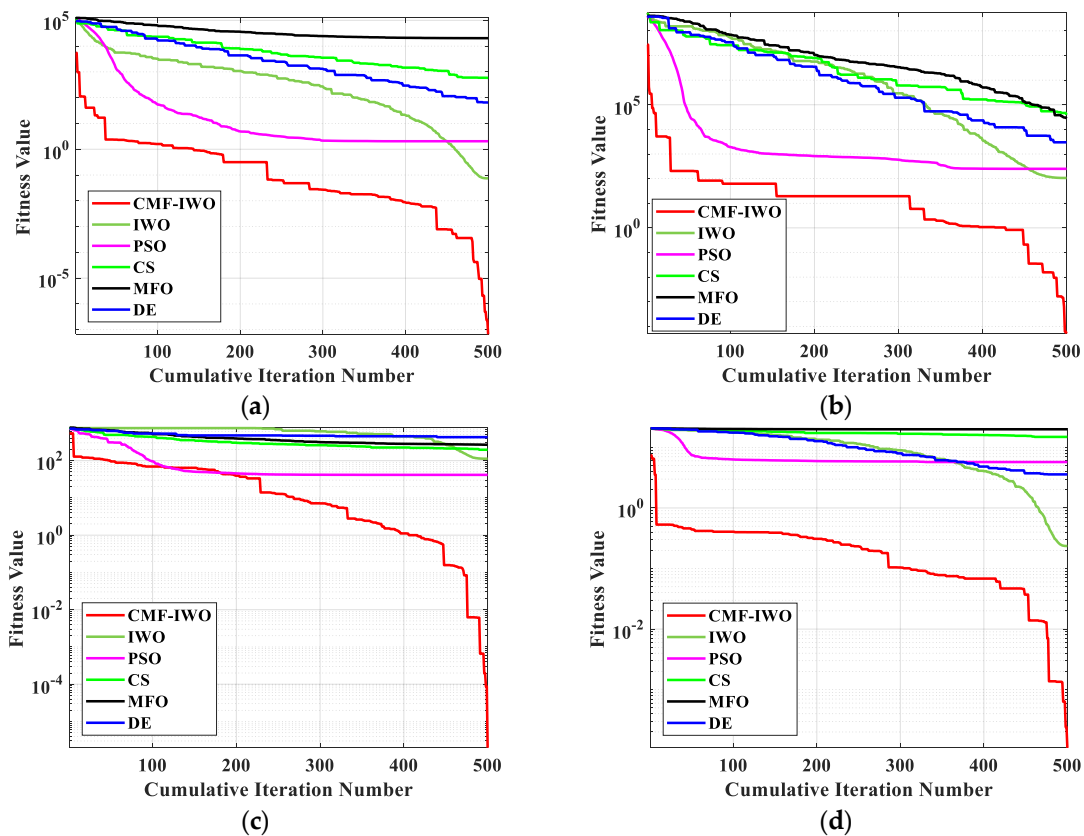 10^5
10^0
10^-5
Fitness Value
CMF-IWO
IWO
PSO
CS
MFO
DE
100 200 300 400 500
Cumulative Iteration Number
(a)
10^5
10^0
Fitness Value
CMF-IWO
IWO
PSO
CS
MFO
DE
100 200 300 400 500
Cumulative Iteration Number
(b)
10^2
10^0
10^-2
10^-4
Fitness Value
CMF-IWO
IWO
PSO
CS
MFO
DE
100 200 300 400 500
Cumulative Iteration Number
(c)
10^0
10^-2
Fitness Value
CMF-IWO
IWO
PSO
CS
MFO
DE
100 200 300 400 500
Cumulative Iteration Number
(d)